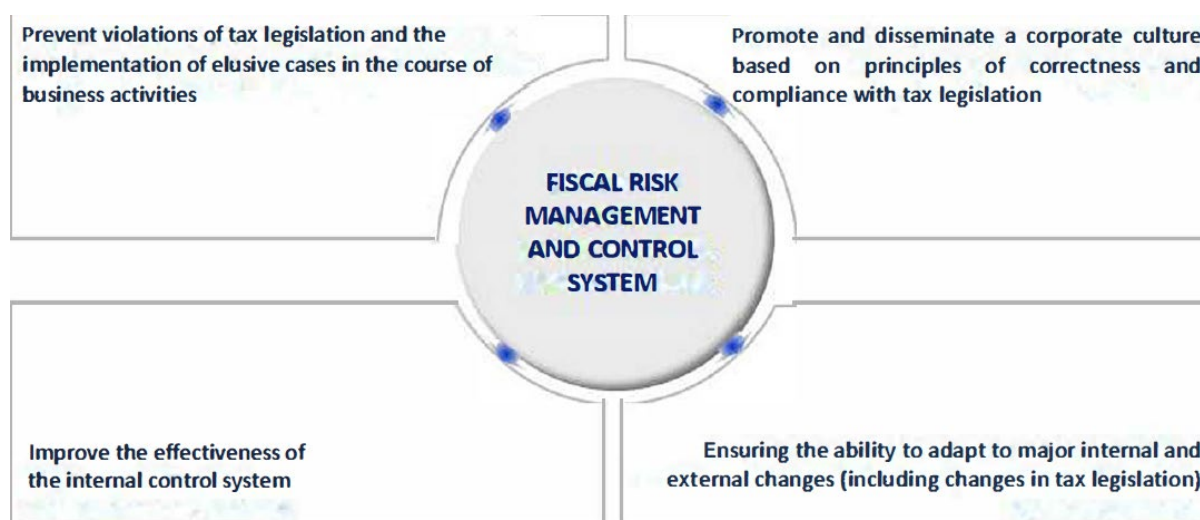 Prevent violations of tax legislation and the
implementation of elusive cases in the course of
business activities
Promote and disseminate a corporate culture
based on principles of correctness and
compliance with tax legislation
FISCAL RISK
MANAGEMENT
AND CONTROL
SYSTEM
Improve the effectiveness of
the internal control system
Ensuring the ability to adapt to major internal and
external changes (including changes in tax legislation)